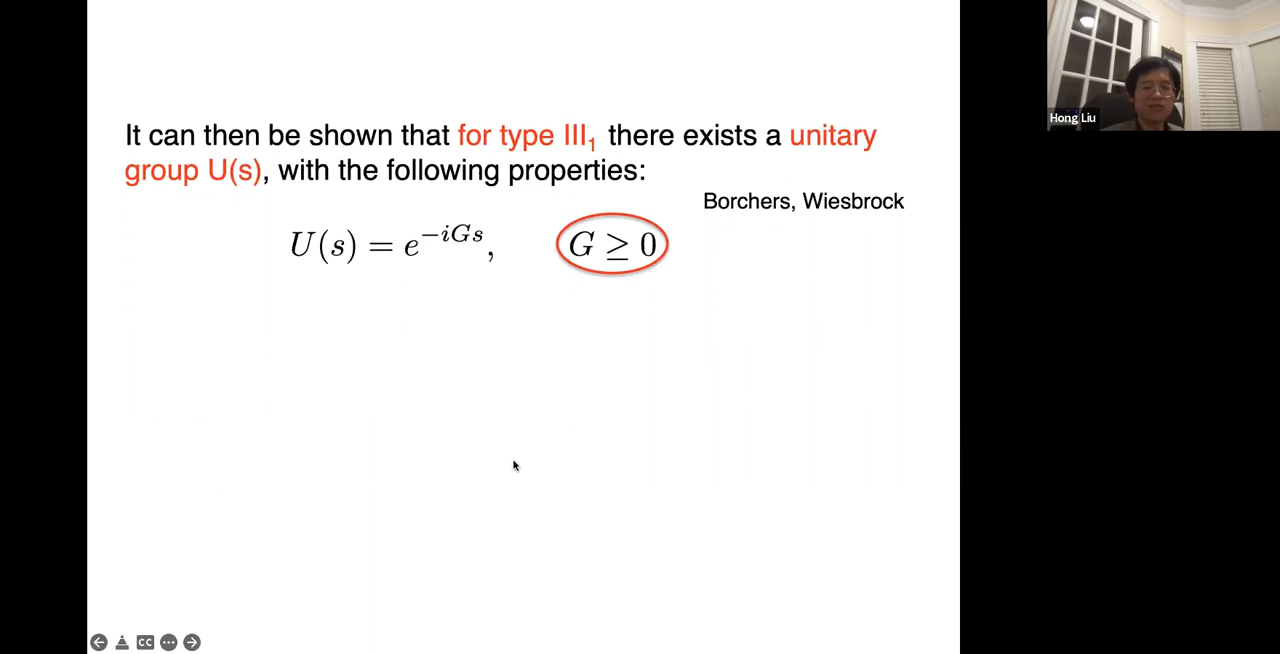 It can then be shown that for type III₁ there exists a unitary
group U(s), with the following properties:
Borchers, Wiesbrock
U(s) = e^{-iGs},   G ≥ 0
Hong Liu
CC